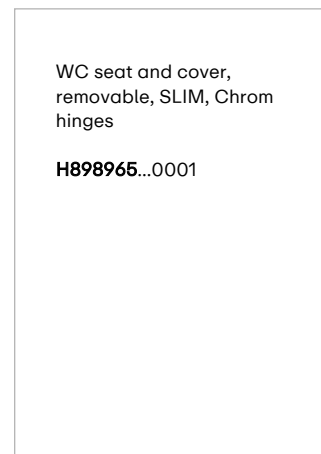 WC seat and cover,
removable, SLIM, Chrom
hinges
H898965...0001